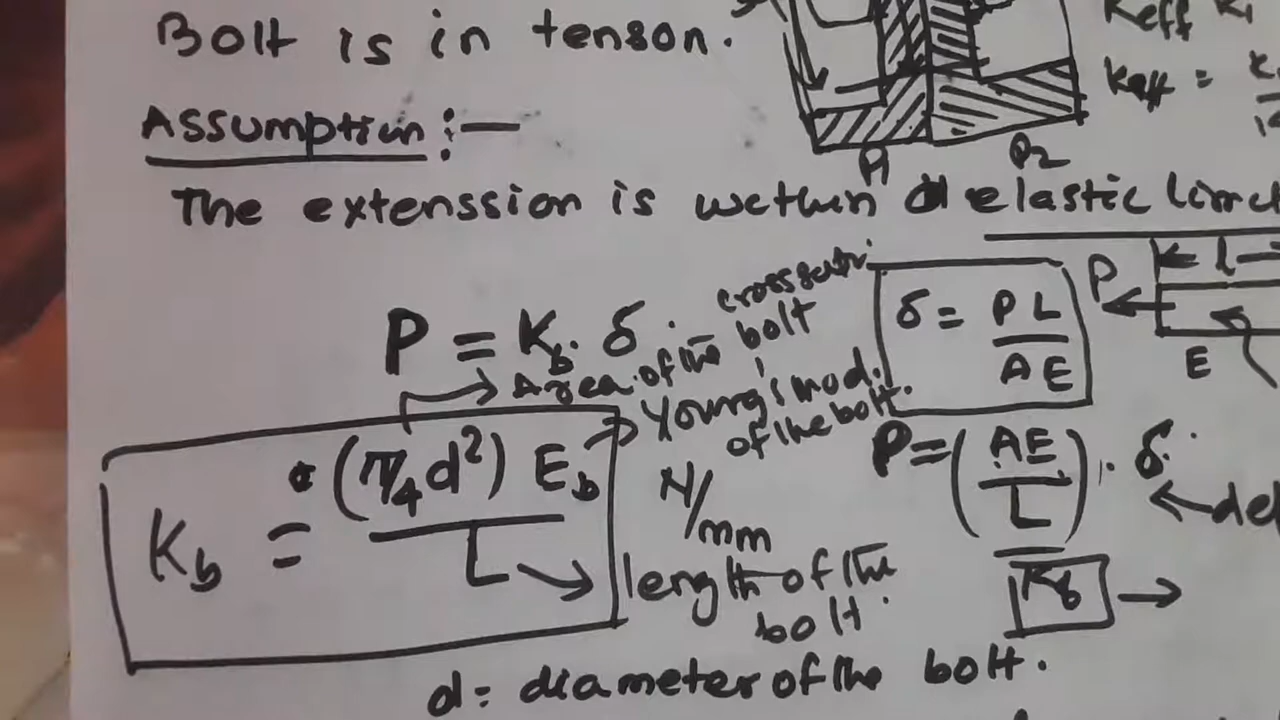 Bolt is in tenson.
Keff K1
Keff =
Assumption :—
P1 P2
The extenssion is wethin elastic
P = Kb. δ.
Area of the bolt
δ = PL / AE
P l
E
Young's mod.
of the bolt.
Kb = (π/4 d²) Eb / L
N/mm
P = (AE / L) . δ.
length of the
bolt.
Kb →
d = diameter of the bolt.